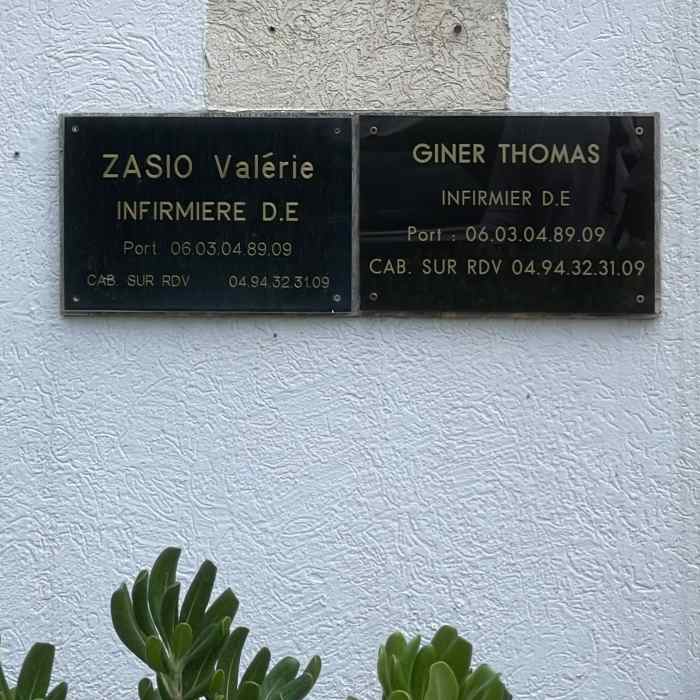 ZASIO Valérie
INFIRMIERE D.E
Port 06.03.04.89.09
CAB. SUR RDV 04.94.32.31.09
GINER THOMAS
INFIRMIER D.E
Port : 06.03.04.89.09
CAB. SUR RDV 04.94.32.31.09